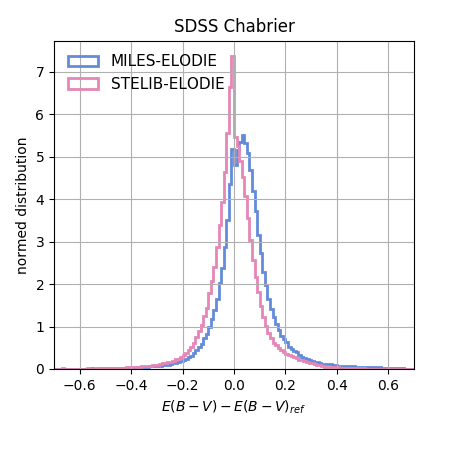 SDSS Chabrier
MILES-ELODIE
STELIB-ELODIE
normed distribution
7
6
5
4
3
2
1
0
−0.6 −0.4 −0.2 0.0 0.2 0.4 0.6
E(B − V) − E(B − V)ref